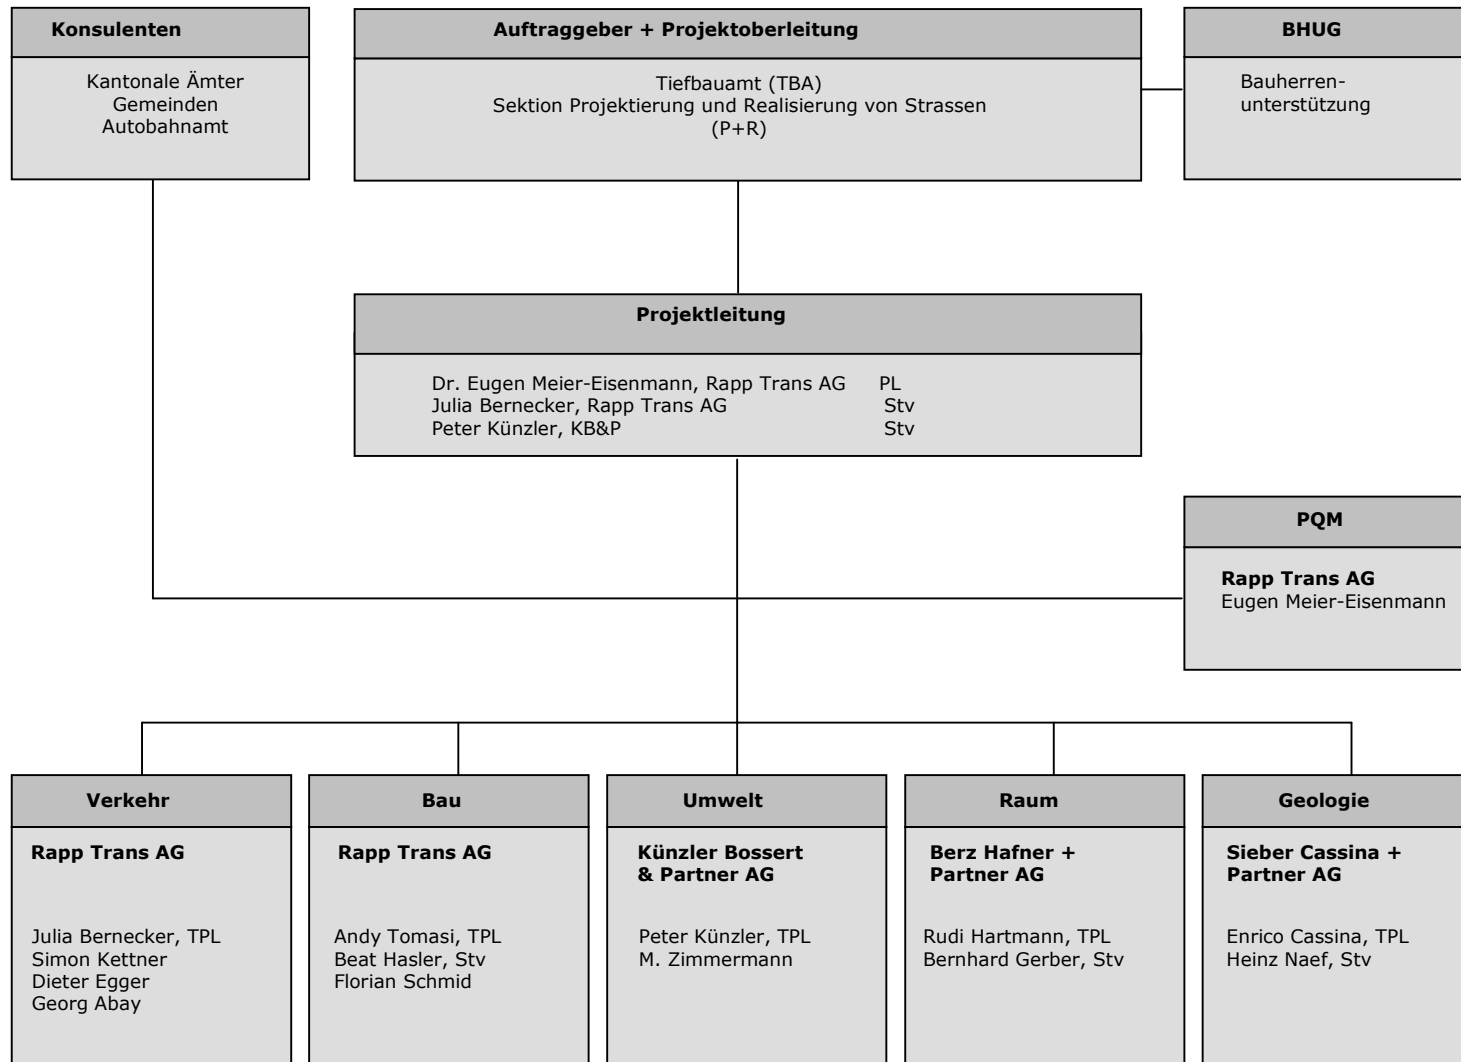 Konsulenten
Kantonale Ämter
Gemeinden
Autobahnamt
Auftraggeber + Projektoberleitung
Tiefbauamt (TBA)
Sektion Projektierung und Realisierung von Strassen
(P+R)
BHUG
Bauherren-
unterstützung
Projektleitung
Dr. Eugen Meier-Eisenmann, Rapp Trans AG PL
Julia Bernecker, Rapp Trans AG Stv
Peter Künzler, KB&P Stv
PQM
Rapp Trans AG
Eugen Meier-Eisenmann
Verkehr
Rapp Trans AG
Julia Bernecker, TPL
Simon Kettner
Dieter Egger
Georg Abay
Bau
Rapp Trans AG
Andy Tomasi, TPL
Beat Hasler, Stv
Florian Schmid
Umwelt
Künzler Bossert
& Partner AG
Peter Künzler, TPL
M. Zimmermann
Raum
Berz Hafner +
Partner AG
Rudi Hartmann, TPL
Bernhard Gerber, Stv
Geologie
Sieber Cassina +
Partner AG
Enrico Cassina, TPL
Heinz Naef, Stv